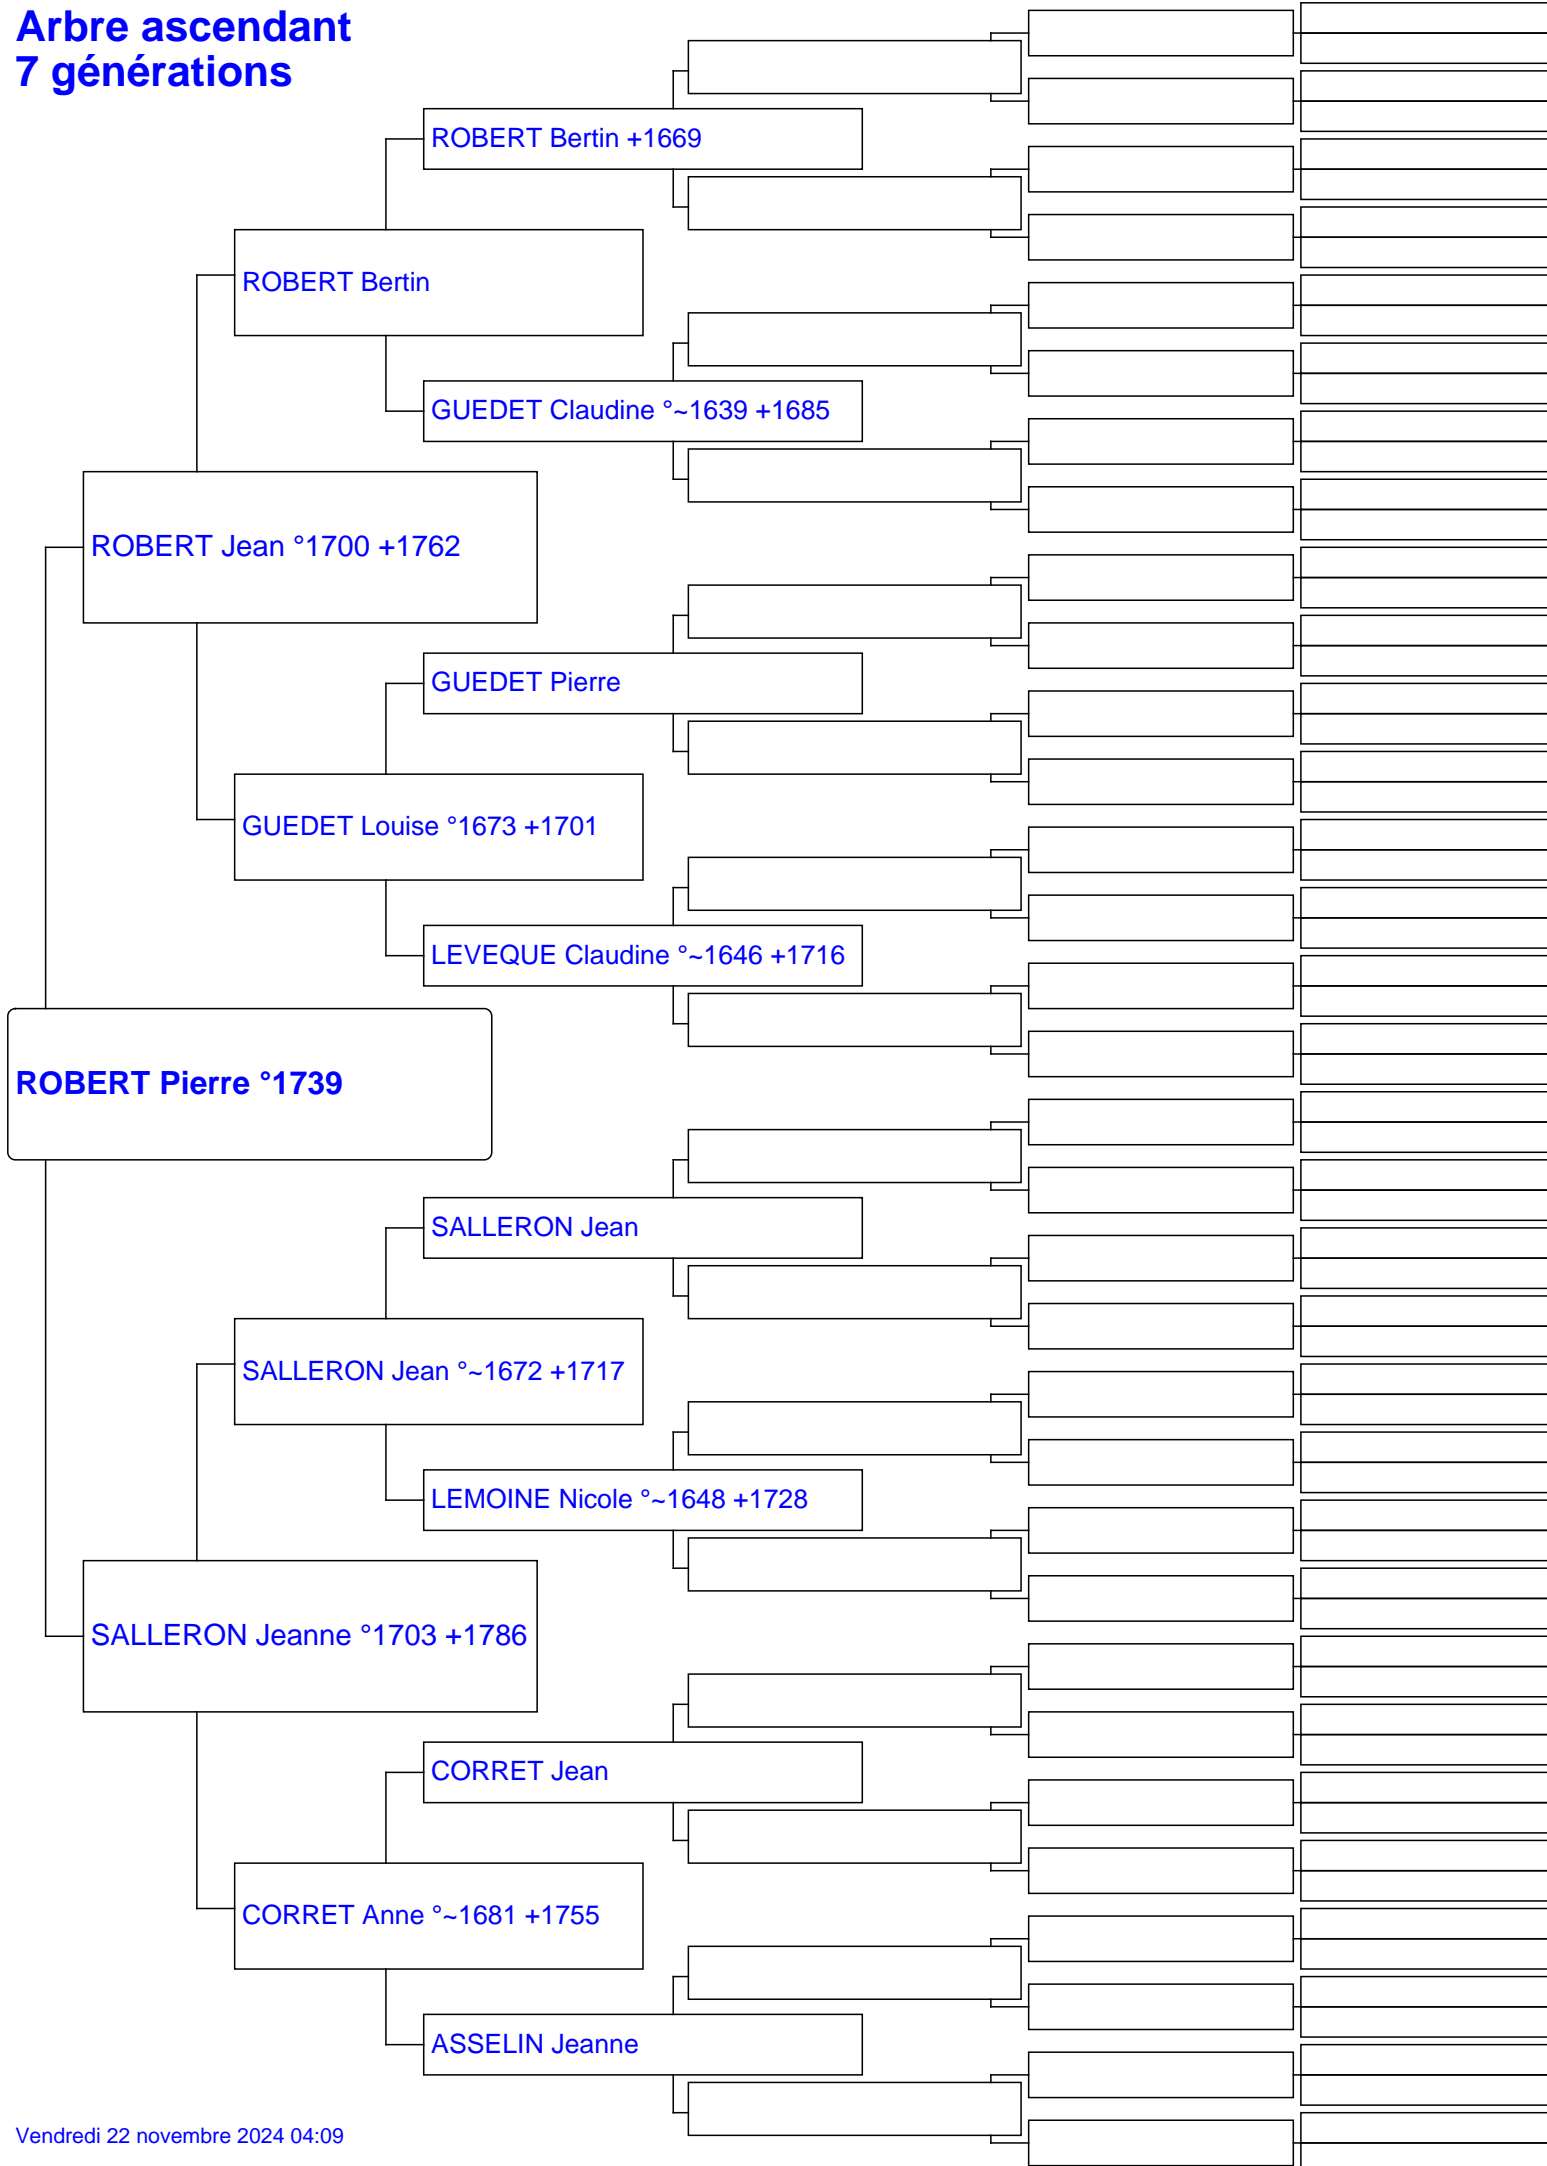 Arbre ascendant
7 générations
ROBERT Bertin +1669
ROBERT Bertin
GUEDET Claudine °~1639 +1685
ROBERT Jean °1700 +1762
GUEDET Pierre
GUEDET Louise °1673 +1701
LEVEQUE Claudine °~1646 +1716
ROBERT Pierre °1739
SALLERON Jean
SALLERON Jean °~1672 +1717
LEMOINE Nicole °~1648 +1728
SALLERON Jeanne °1703 +1786
CORRET Jean
CORRET Anne °~1681 +1755
ASSELIN Jeanne
Vendredi 22 novembre 2024 04:09